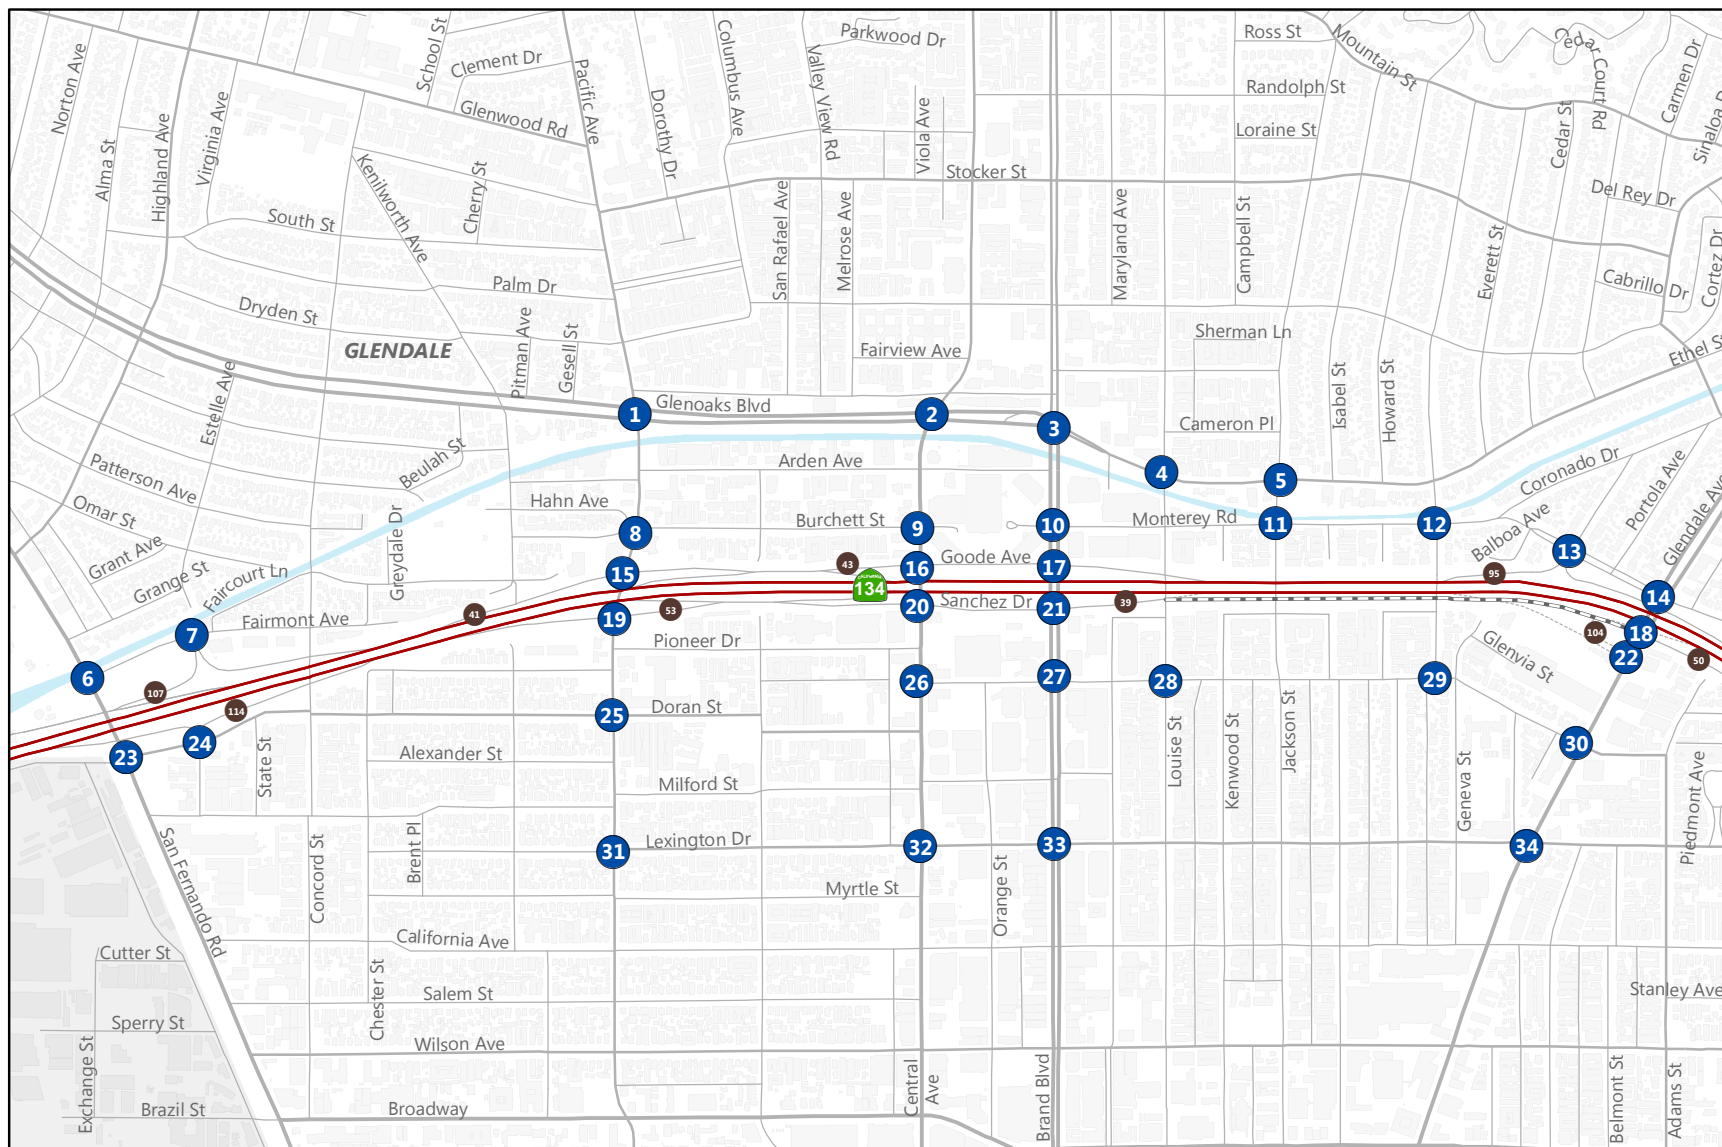 Norton Ave
School St
Clement Dr
Glenwood Rd
Pacific Ave
Columbus Ave
Dorothy Dr
Valley View Rd
Parkwood Dr
Viola Ave
Stocker St
Ross St
Mountain St
Randolph St
Loraine St
Cedar Court Rd
Carmen Dr
Cedar St
Del Rey Dr
Cabrillo Dr
Cortez Dr
Everett St
Ethel St
Alma St
Highland Ave
Virginia Ave
Kenilworth Ave
Cherry St
South St
Palm Dr
Dryden St
GLENDALE
Pitman Ave
Gesell St
San Rafael Ave
Melrose Ave
Maryland Ave
Campbell St
Sherman Ln
Fairview Ave
Isabel St
Howard St
Cameron Pl
Estelle Ave
Glenoaks Blvd
1
2
3
4
5
Beulah St
Arden Ave
Patterson Ave
Omar St
Grant Ave
Grange St
Faircourt Ln
Greydale Dr
Hahn Ave
Burchett St
Monterey Rd
Coronado Dr
Portola Ave
Glendale Ave
Balboa Ave
8
9
10
11
12
13
Goode Ave
15
43
16
17
95
14
CALIFORNIA
134
41
53
Sanchez Dr
39
19
20
21
104
18
22
50
Fairmont Ave
7
6
Pioneer Dr
Glenvia St
26
27
28
29
107
114
23
24
25
Doran St
30
State St
Alexander St
Milford St
Louise St
Kenwood St
Jackson St
Geneva St
Piedmont Ave
San Fernando Rd
Concord St
Brent Pl
31
Lexington Dr
32
33
34
Myrtle St
Orange St
California Ave
Cutter St
Chester St
Salem St
Stanley Ave
Sperry St
Exchange St
Wilson Ave
Brazil St
Broadway
Central
Ave
Brand Blvd
Belmont St
Adams St